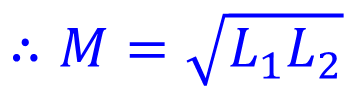 ∴ M = √L₁L₂